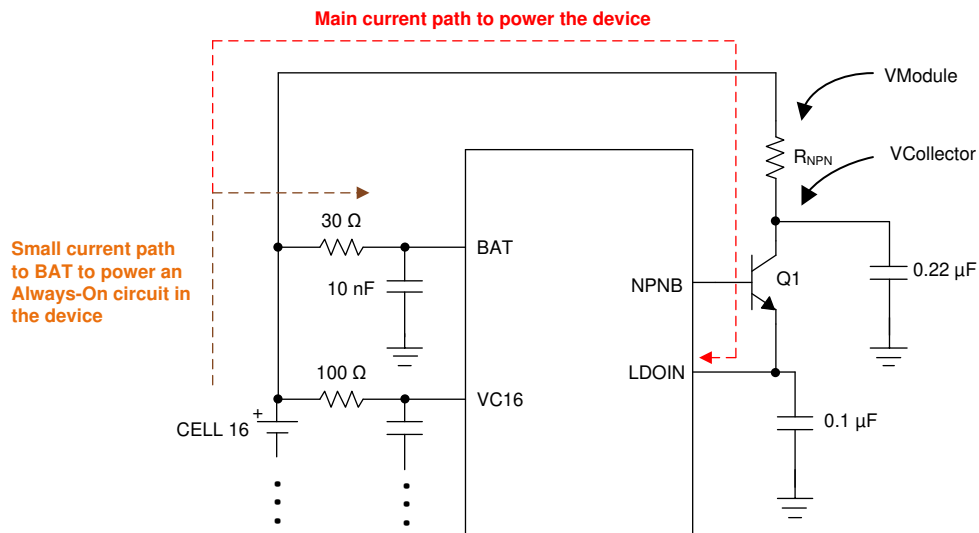 Main current path to power the device
VModule
R_NPN
VCollector
30 Ω
BAT
Small current path
to BAT to power an
Always-On circuit in
the device
10 nF
NPNB
Q1
0.22 µF
100 Ω
LDOIN
VC16
+
CELL 16
0.1 µF